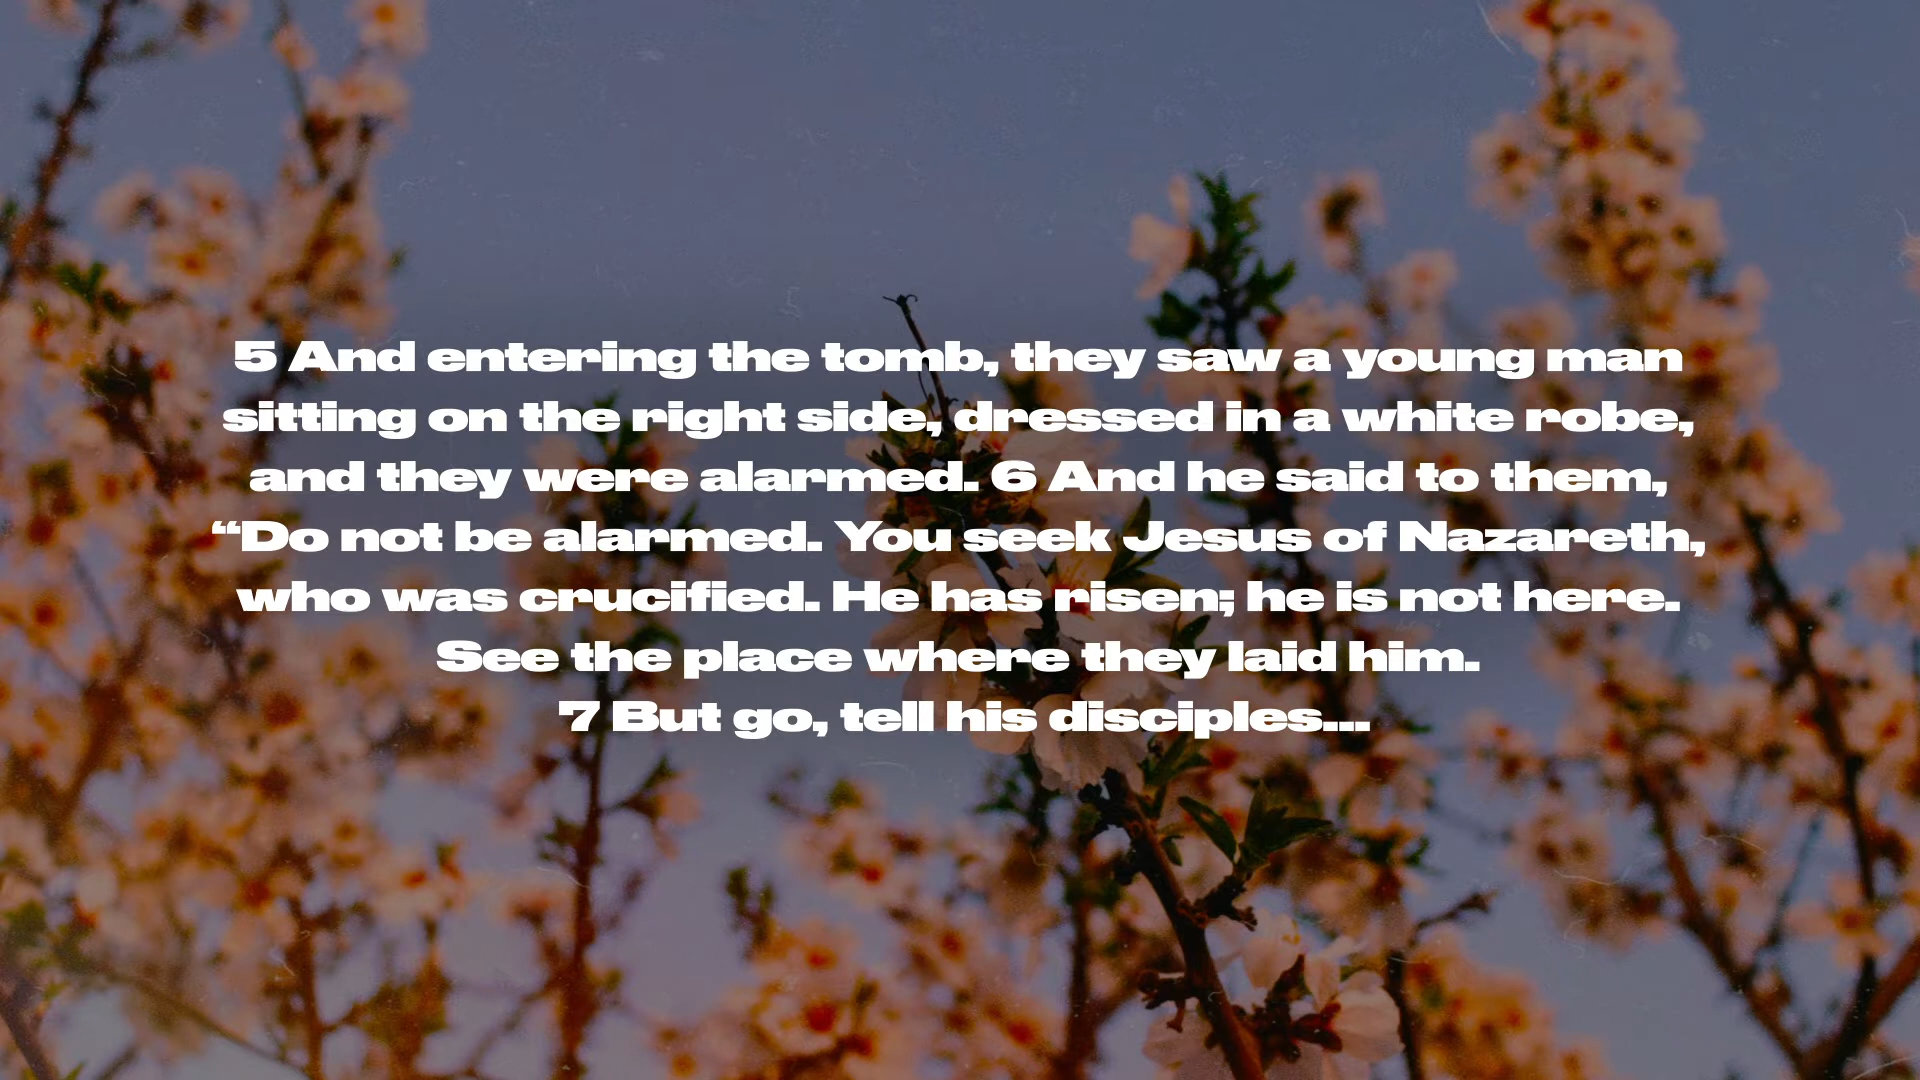 5 And entering the tomb, they saw a young man
sitting on the right side, dressed in a white robe,
and they were alarmed. 6 And he said to them,
“Do not be alarmed. You seek Jesus of Nazareth,
who was crucified. He has risen; he is not here.
See the place where they laid him.
7 But go, tell his disciples...